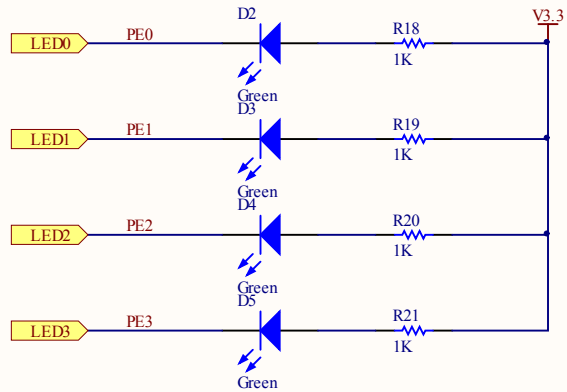 D2
V3.3
R18
LED0 PE0
1K
Green
D3
R19
LED1 PE1
1K
Green
D4
R20
LED2 PE2
1K
Green
D5
R21
LED3 PE3
1K
Green